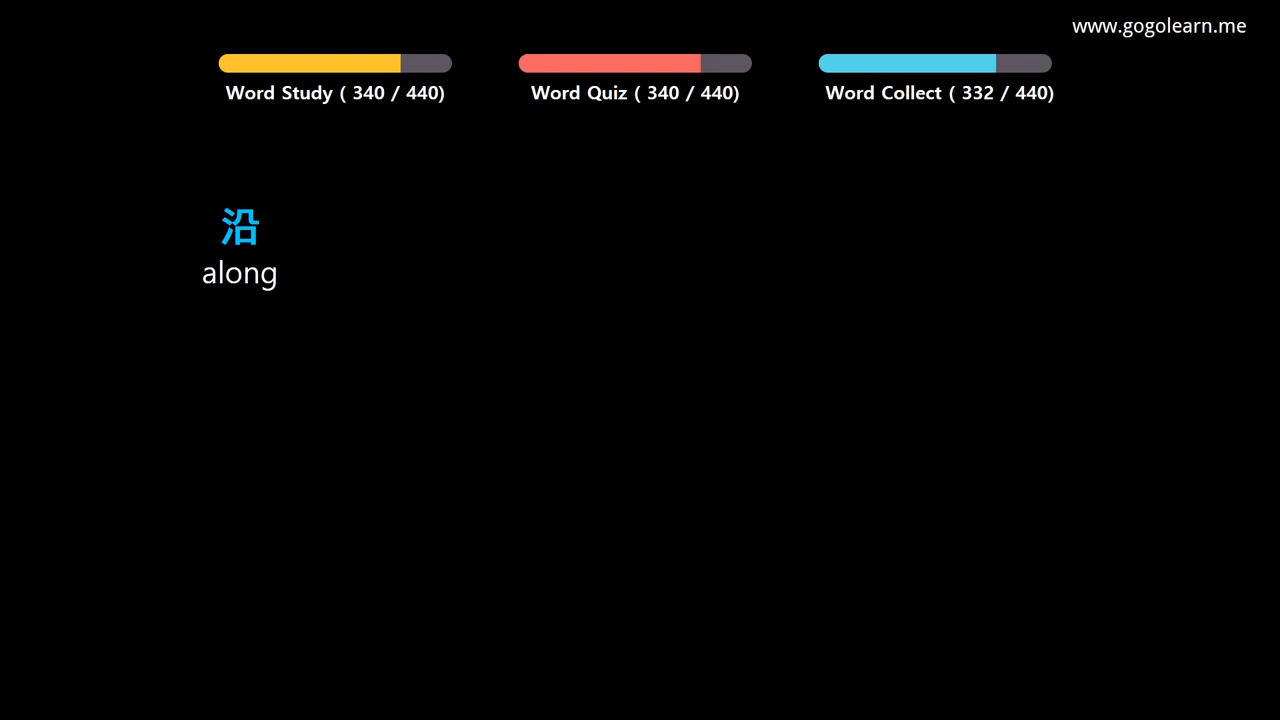 www.gogolearn.me
Word Study ( 340 / 440)
Word Quiz ( 340 / 440)
Word Collect ( 332 / 440)
沿
along